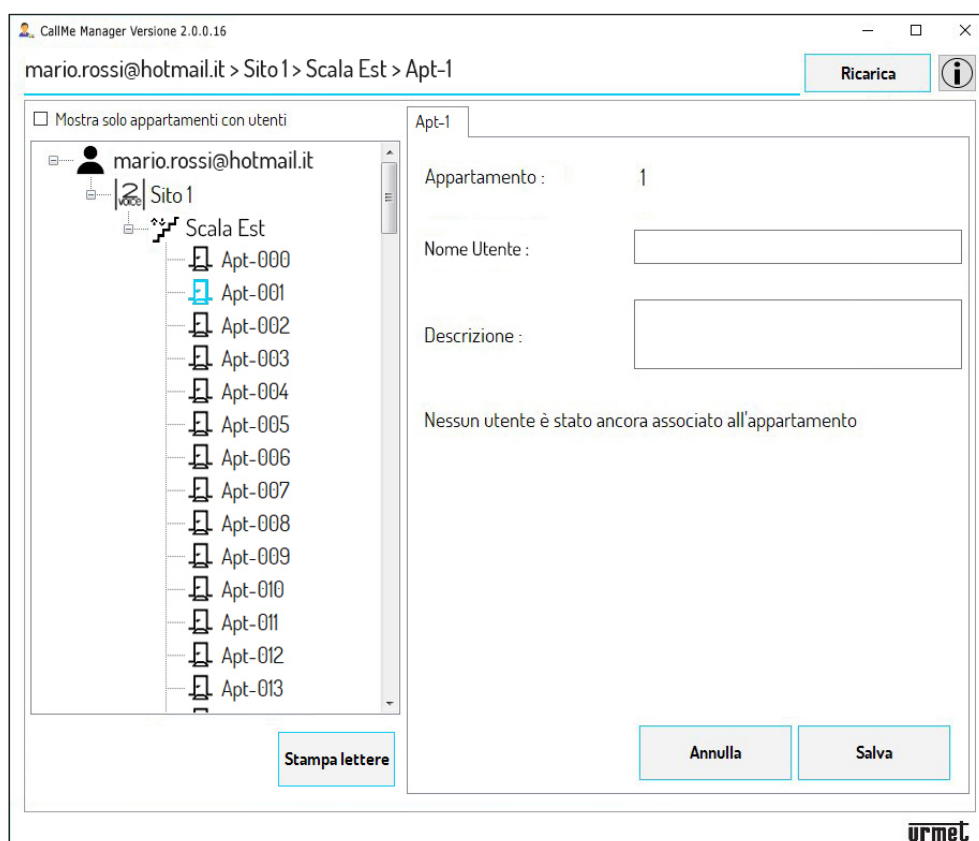 CallMe Manager Versione 2.0.0.16
mario.rossi@hotmail.it > Sito 1 > Scala Est > Apt-1
Ricarica
i
Mostra solo appartamenti con utenti
mario.rossi@hotmail.it
2 voice Sito 1
Scala Est
Apt-000
Apt-001
Apt-002
Apt-003
Apt-004
Apt-005
Apt-006
Apt-007
Apt-008
Apt-009
Apt-010
Apt-011
Apt-012
Apt-013
Stampa lettere
Apt-1
Appartamento : 1
Nome Utente :
Descrizione :
Nessun utente è stato ancora associato all'appartamento
Annulla
Salva
urmet